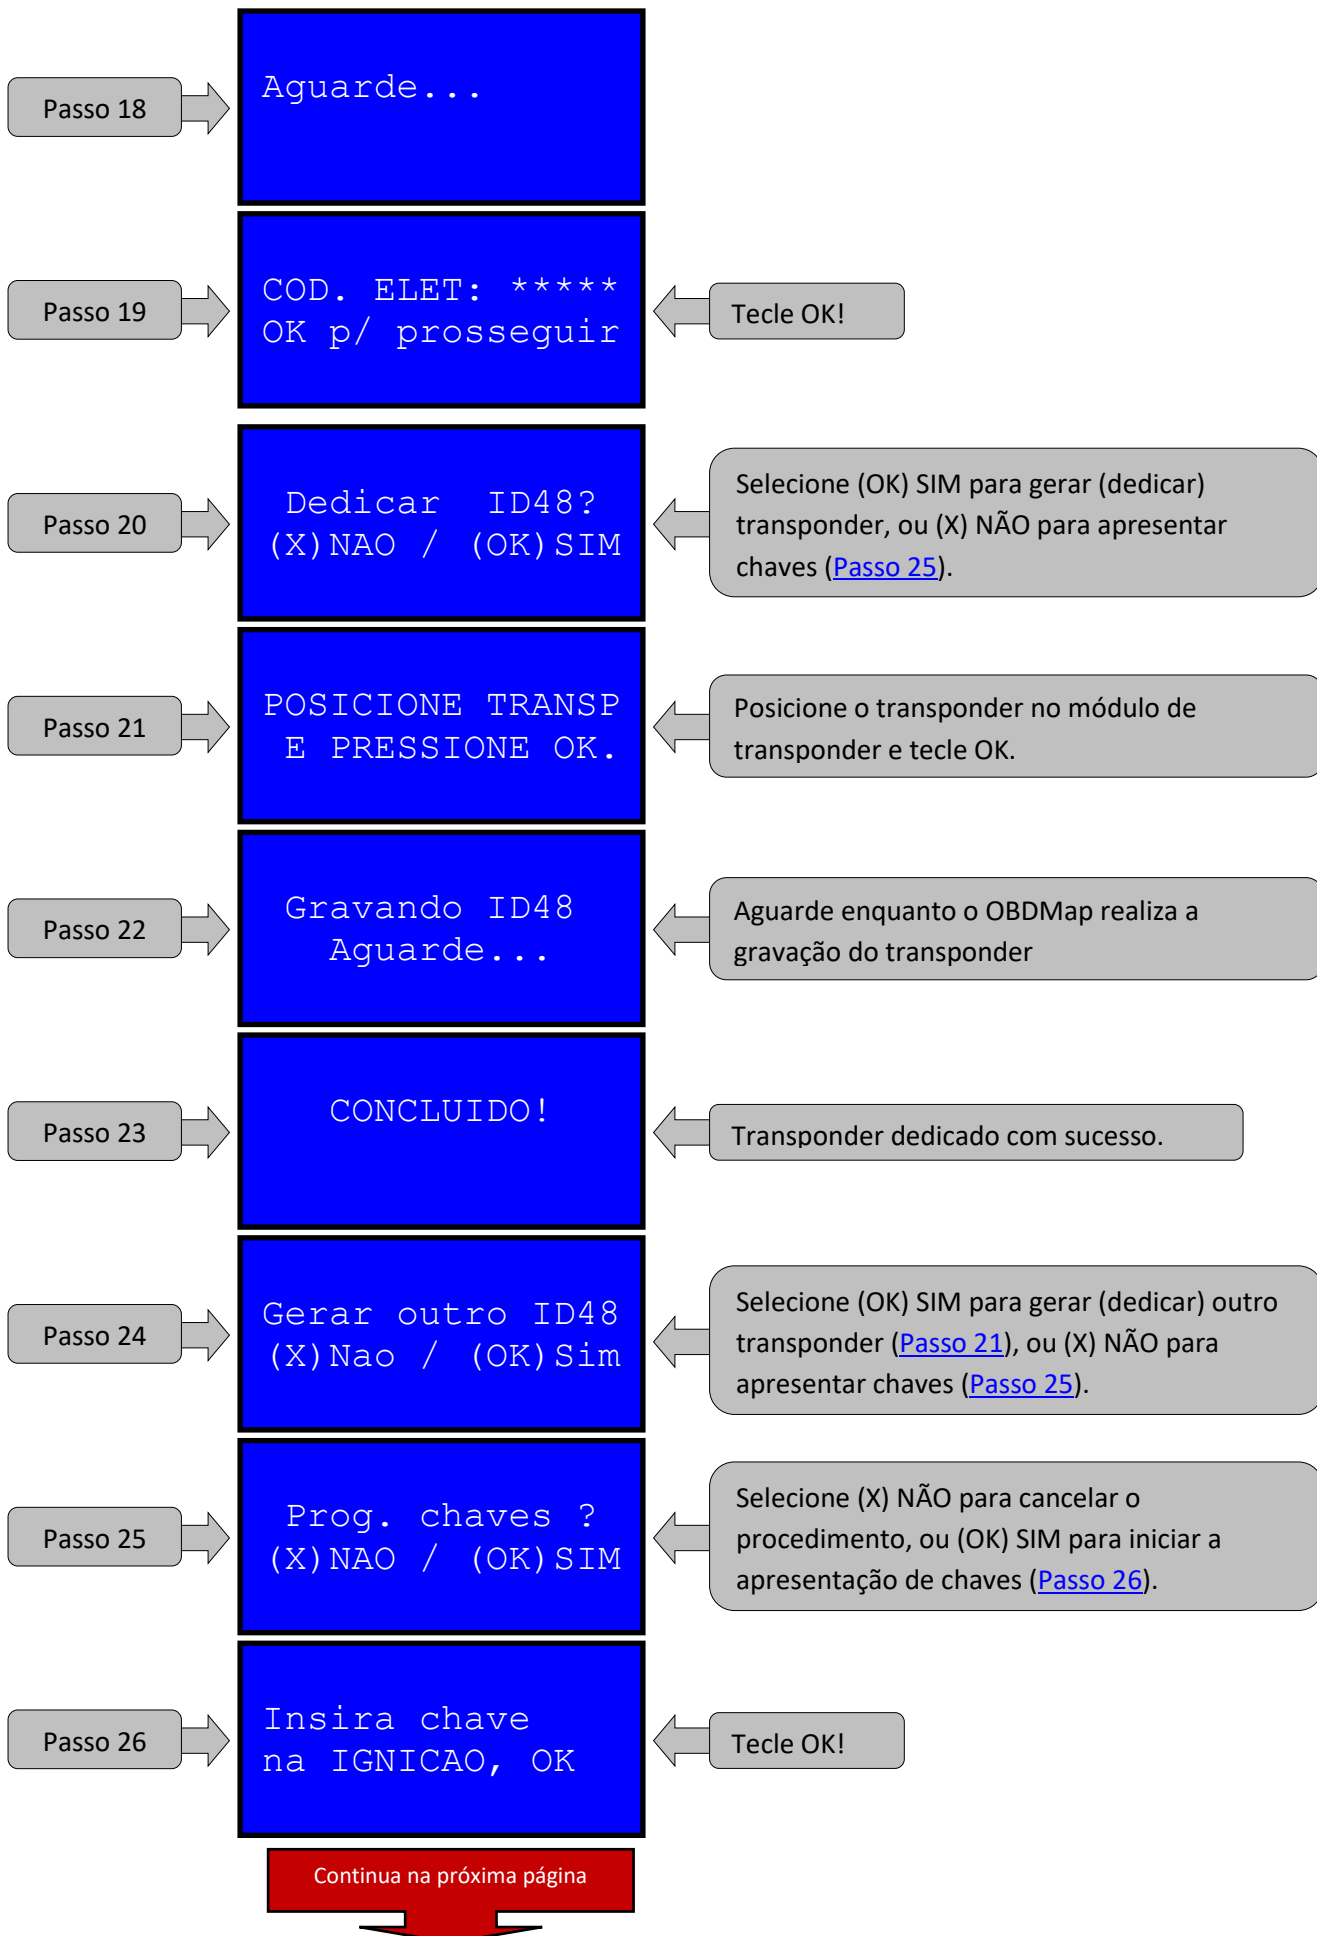 Passo 18
Aguarde...
Passo 19
COD. ELET: *****
OK p/ prosseguir
Tecle OK!
Passo 20
Dedicar ID48?
(X)NAO / (OK)SIM
Selecione (OK) SIM para gerar (dedicar)
transponder, ou (X) NÃO para apresentar
chaves (Passo 25).
Passo 21
POSICIONE TRANSP
E PRESSIONE OK.
Posicione o transponder no módulo de
transponder e tecle OK.
Passo 22
Gravando ID48
Aguarde...
Aguarde enquanto o OBDMap realiza a
gravação do transponder
Passo 23
CONCLUIDO!
Transponder dedicado com sucesso.
Passo 24
Gerar outro ID48
(X)Nao / (OK)Sim
Selecione (OK) SIM para gerar (dedicar) outro
transponder (Passo 21), ou (X) NÃO para
apresentar chaves (Passo 25).
Passo 25
Prog. chaves ?
(X)NAO / (OK)SIM
Selecione (X) NÃO para cancelar o
procedimento, ou (OK) SIM para iniciar a
apresentação de chaves (Passo 26).
Passo 26
Insira chave
na IGNICAO, OK
Tecle OK!
Continua na próxima página